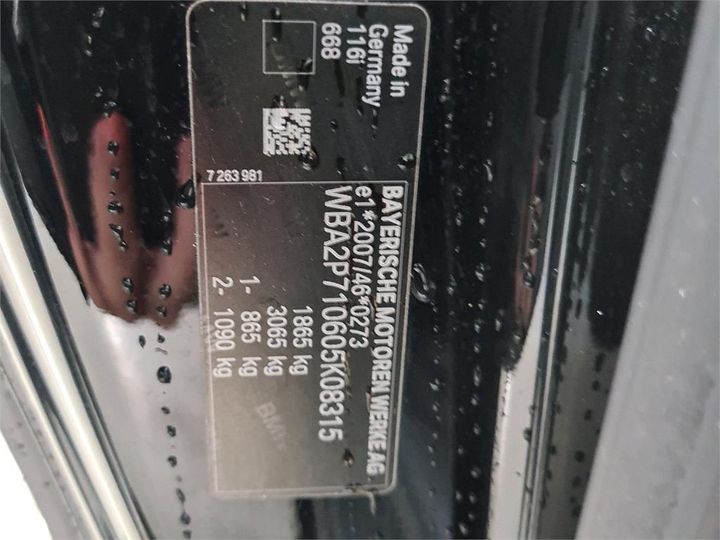 Made in
Germany
116i
668
7 263 981
BAYERISCHE MOTOREN WERKE AG
e1*2007/46*0273
WBA2P710605K08315
1865 kg
3065 kg
1- 865 kg
2- 1090 kg
BMW